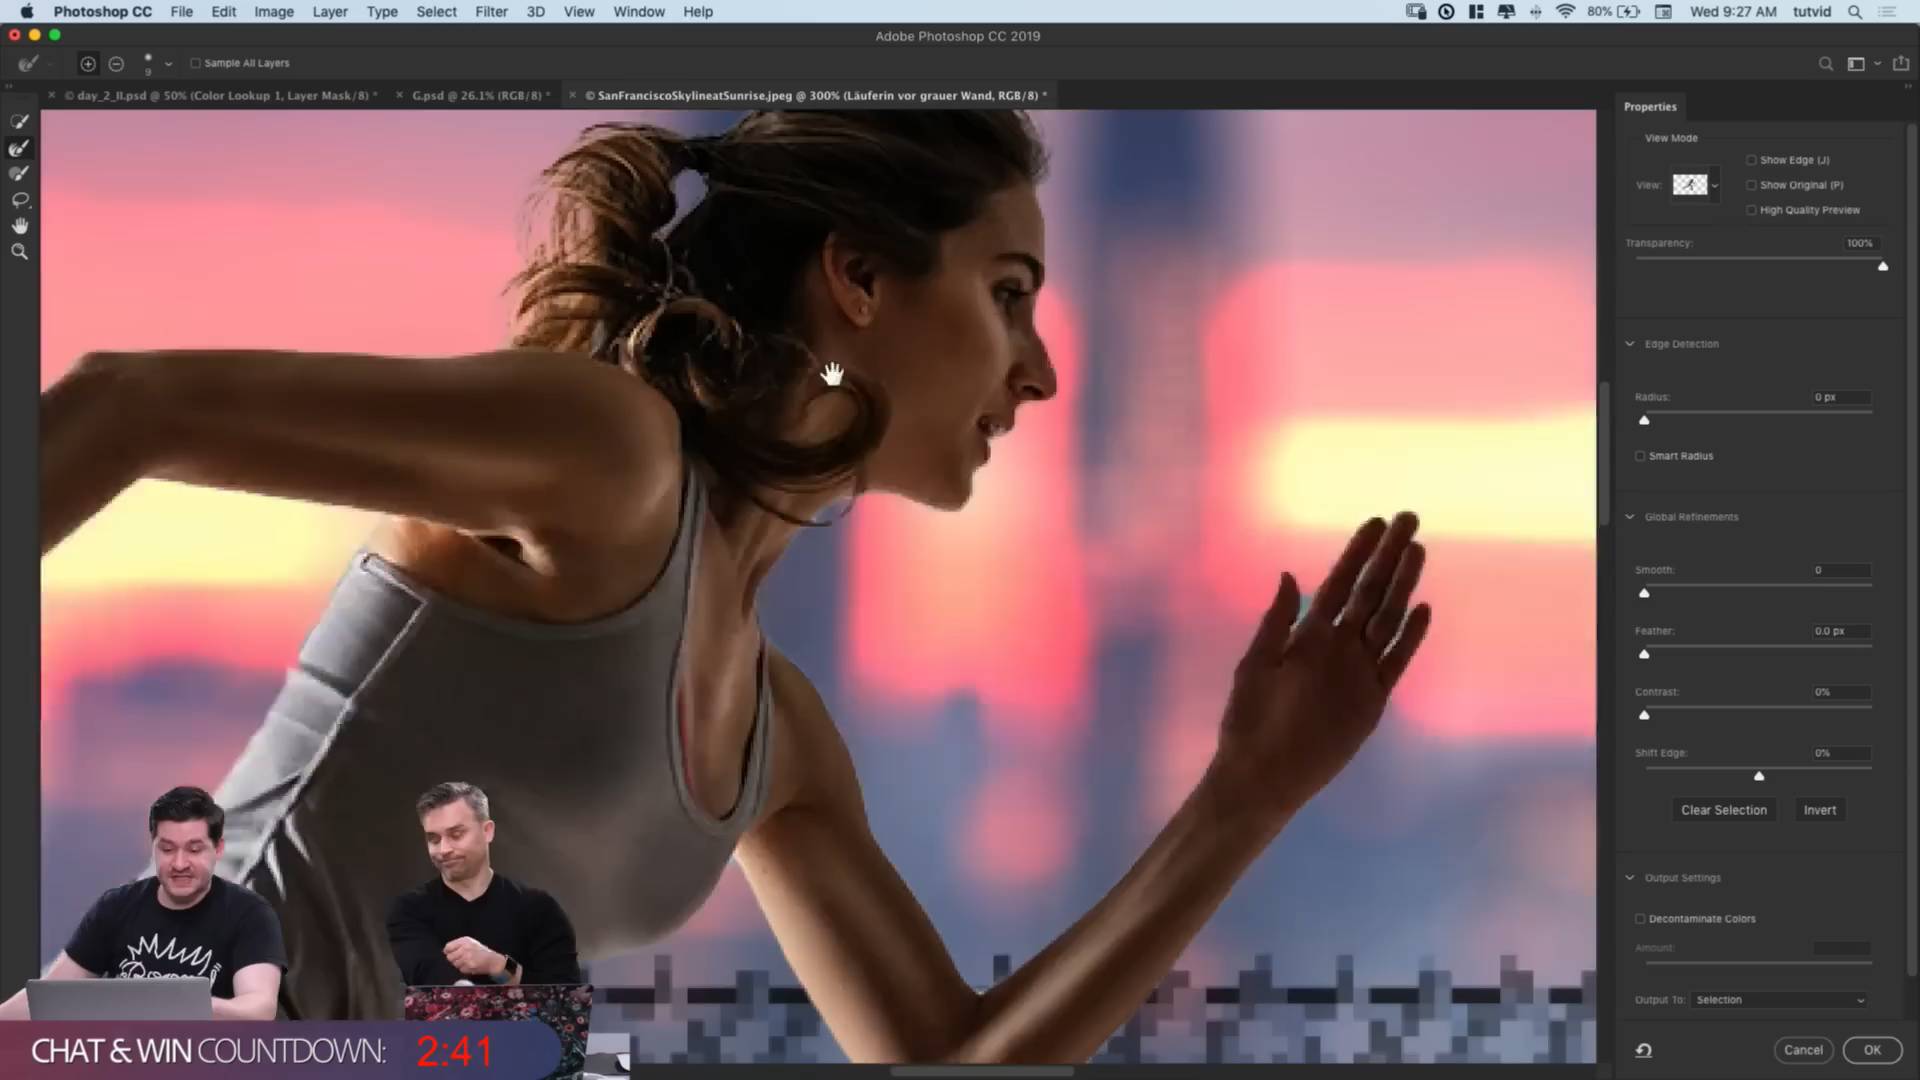 Photoshop CC File Edit Image Layer Type Select Filter 3D View Window Help 80% Wed 9:27 AM tutvid
Adobe Photoshop CC 2019
9 Sample All Layers
× © day_2_II.psd @ 50% (Color Lookup 1, Layer Mask/8) * × G.psd @ 26.1% (RGB/8) * × © SanFranciscoSkylineatSunrise.jpeg @ 300% (Läuferin vor grauer Wand, RGB/8) *
Properties
View Mode
Show Edge (J)
View:
Show Original (P)
High Quality Preview
Transparency: 100%
Edge Detection
Radius: 0 px
Smart Radius
Global Refinements
Smooth: 0
Feather: 0.0 px
Contrast: 0%
Shift Edge: 0%
Clear Selection Invert
Output Settings
Decontaminate Colors
Amount:
Output To: Selection
Cancel OK
CHAT & WIN COUNTDOWN: 2:41